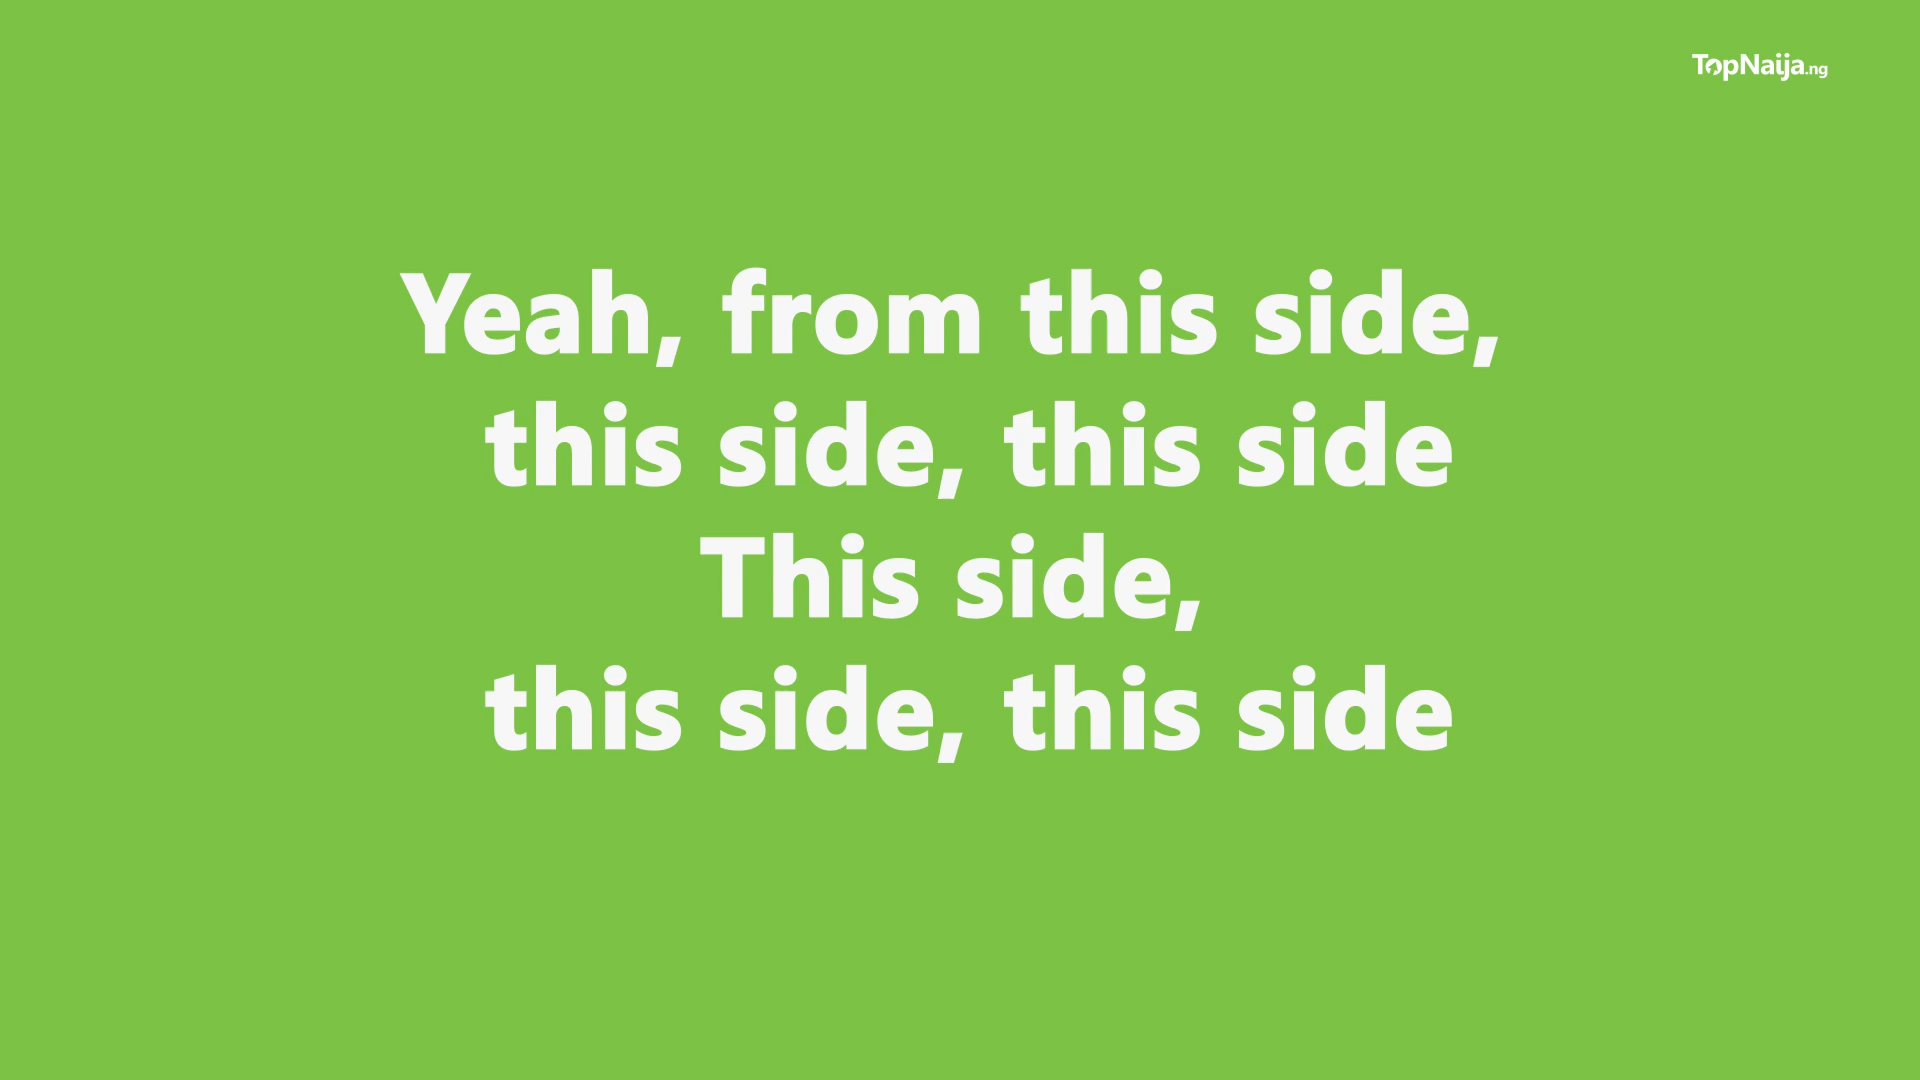 TopNaija.ng
Yeah, from this side,
this side, this side
This side,
this side, this side